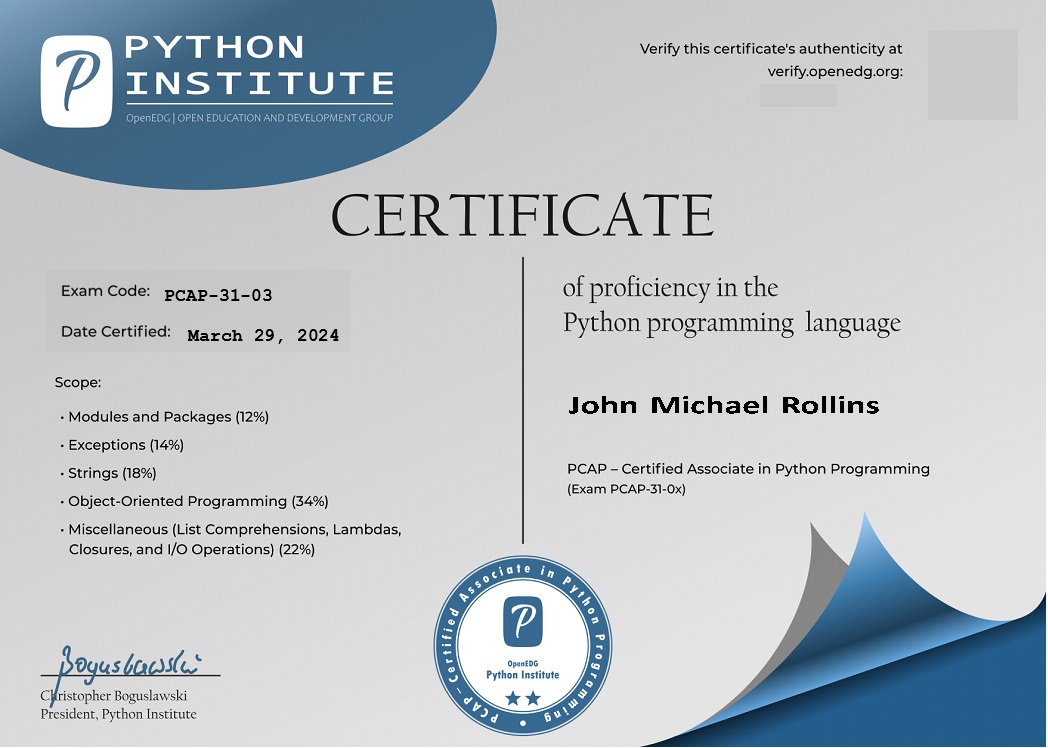 PYTHON
INSTITUTE
OpenEDG | OPEN EDUCATION AND DEVELOPMENT GROUP
Verify this certificate's authenticity at
verify.openedg.org:
CERTIFICATE
Exam Code: PCAP-31-03
Date Certified: March 29, 2024
Scope:
• Modules and Packages (12%)
• Exceptions (14%)
• Strings (18%)
• Object-Oriented Programming (34%)
• Miscellaneous (List Comprehensions, Lambdas,
Closures, and I/O Operations) (22%)
of proficiency in the
Python programming language
John Michael Rollins
PCAP – Certified Associate in Python Programming
(Exam PCAP-31-0x)
PCAP – Certified Associate in Python Programming •
OpenEDG
Python Institute
Boguslawski
Christopher Boguslawski
President, Python Institute